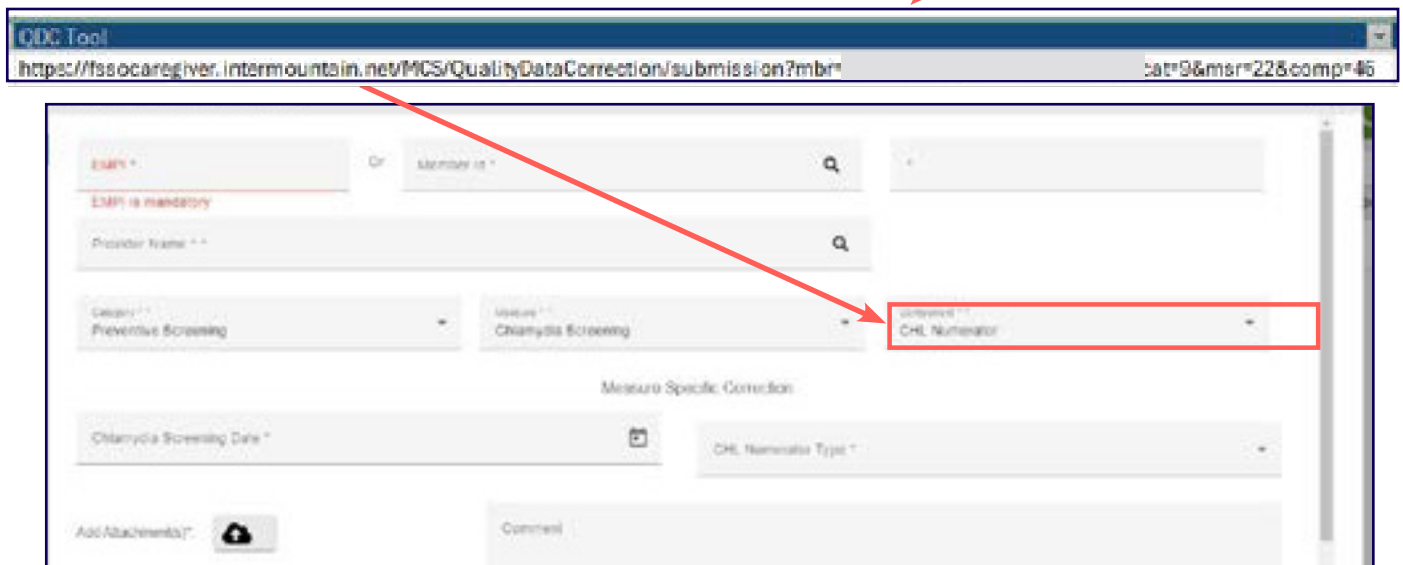 QDC Tool
https://fssocaregiver.intermountain.net/MCS/QualityDataCorrection/submission?mbr= cat=9&msr=22&comp=46
EMPI * Or Member Id * *
EMPI is mandatory
Provider Name * *
Category * * Measure * * Component * *
Preventive Screening Chlamydia Screening CHL Numerator
Measure Specific Correction
Chlamydia Screening Date * CHL Numerator Type *
Add Attachment(s)*: Comment